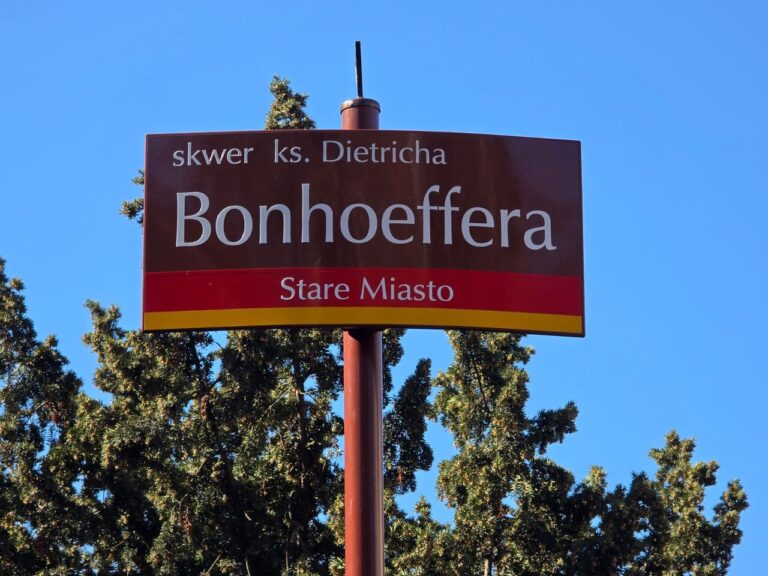 skwer ks. Dietricha
Bonhoeffera
Stare Miasto